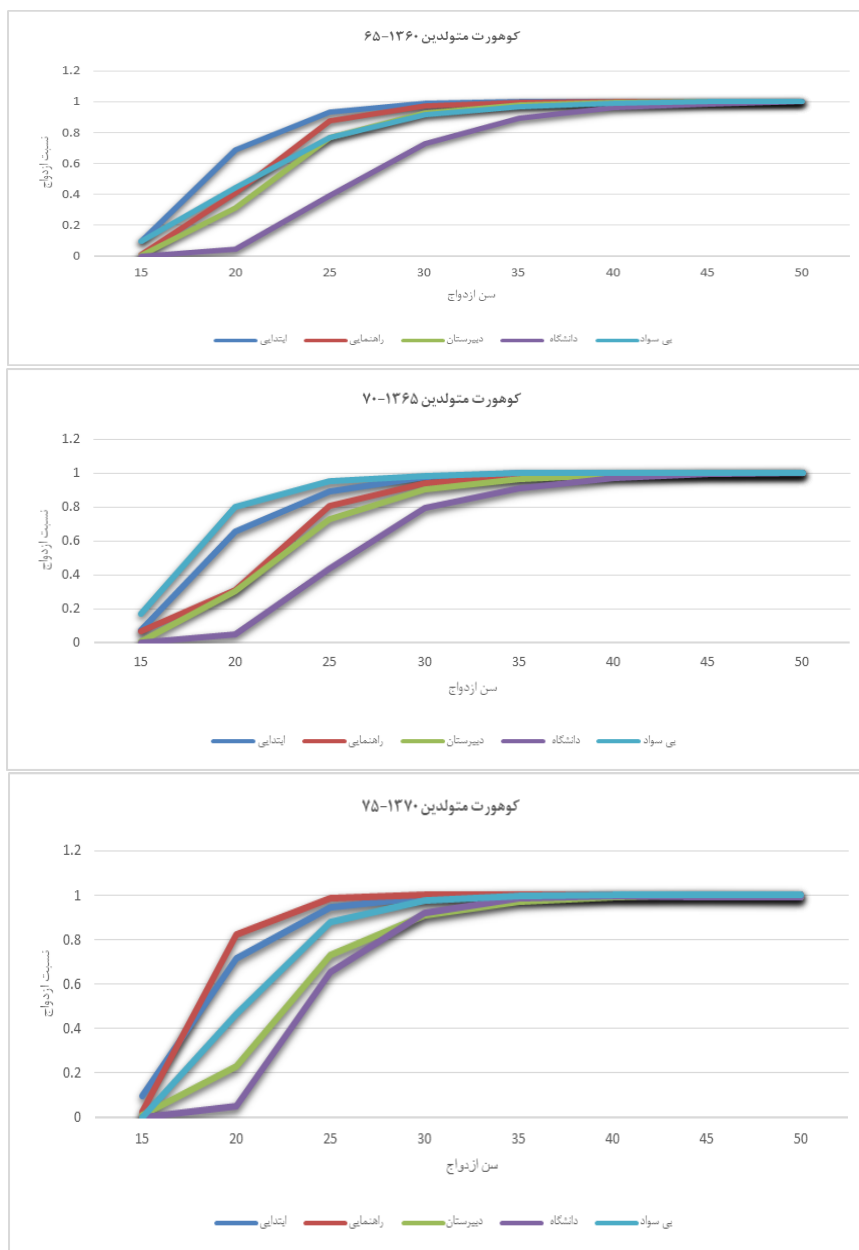 کوهورت متولدین ۱۳۶۰-۶۵
1.2
1
0.8
0.6
0.4
0.2
0
نسبت ازدواج
15 20 25 30 35 40 45 50
سن ازدواج
ابتدایی راهنمایی دبیرستان دانشگاه بی سواد
کوهورت متولدین ۱۳۶۵-۷۰
1.2
1
0.8
0.6
0.4
0.2
0
نسبت ازدواج
15 20 25 30 35 40 45 50
سن ازدواج
ابتدایی راهنمایی دبیرستان دانشگاه بی سواد
کوهورت متولدین ۱۳۷۰-۷۵
1.2
1
0.8
0.6
0.4
0.2
0
نسبت ازدواج
15 20 25 30 35 40 45 50
سن ازدواج
ابتدایی راهنمایی دبیرستان دانشگاه بی سواد